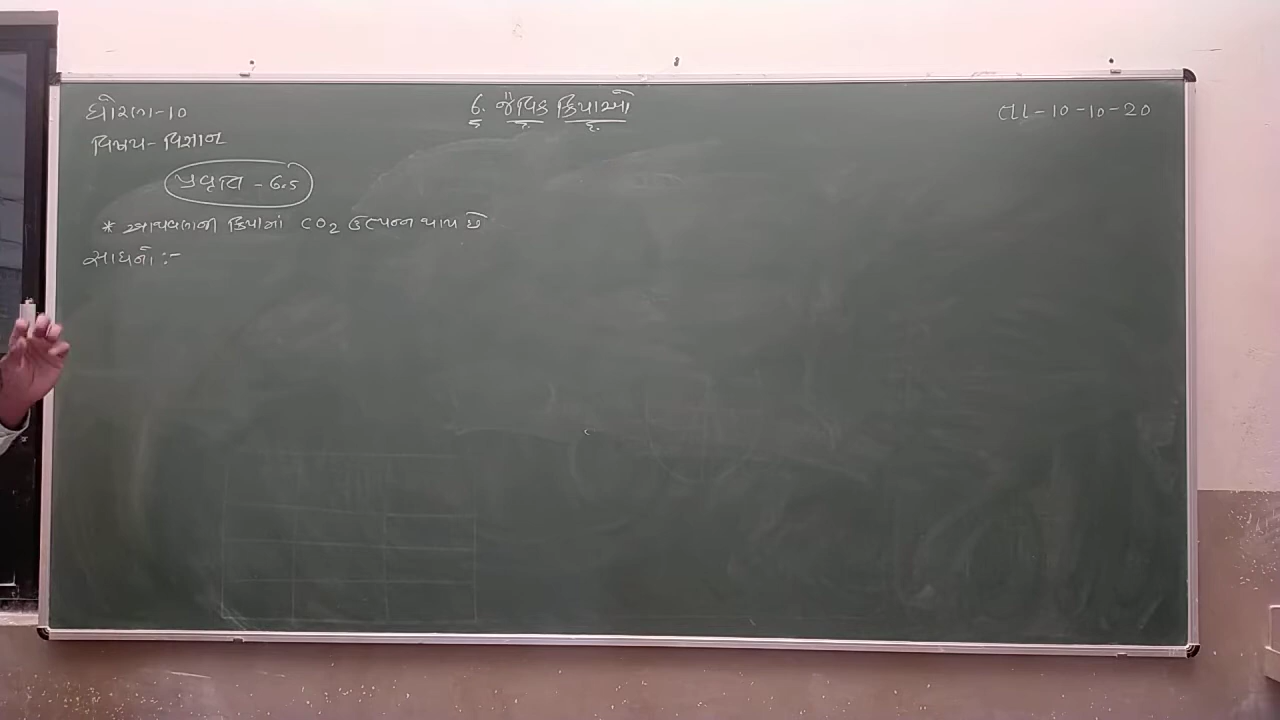 ધોરણ-10
6. જૈવિક ક્રિયાઓ
તા-10-10-20
વિષય-વિજ્ઞાન
પ્રવૃત્તિ-6.5
* આથવણની ક્રિયામાં CO₂ ઉત્પન્ન થાય છે
સાધનો:-